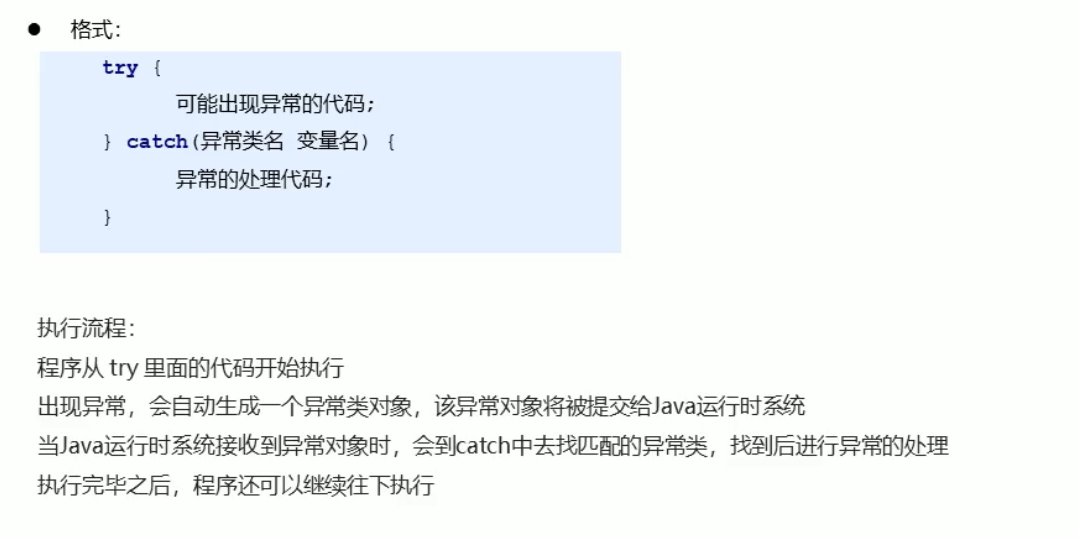 ● 格式：
try {
可能出现异常的代码;
} catch(异常类名 变量名) {
异常的处理代码;
}
执行流程：
程序从 try 里面的代码开始执行
出现异常，会自动生成一个异常类对象，该异常对象将被提交给Java运行时系统
当Java运行时系统接收到异常对象时，会到catch中去找匹配的异常类，找到后进行异常的处理
执行完毕之后，程序还可以继续往下执行